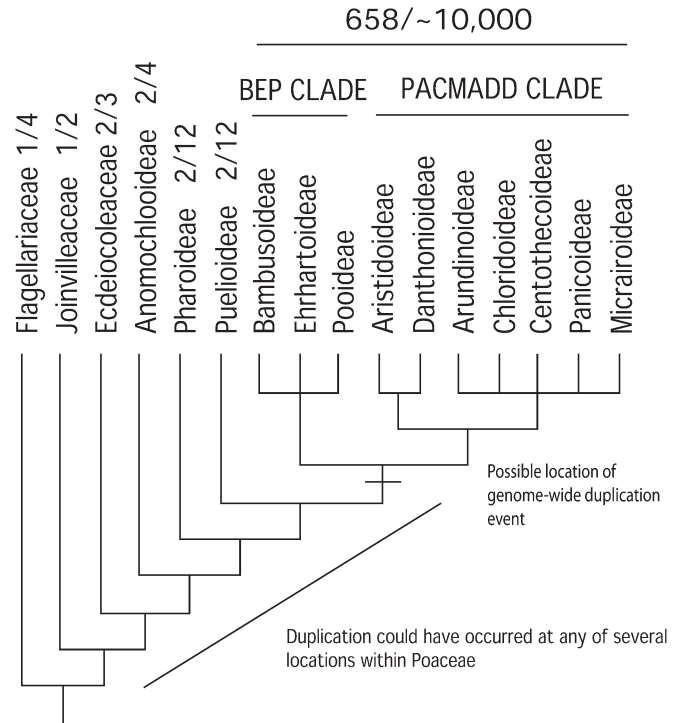 658/~10,000
BEP CLADE
PACMADD CLADE
Flagellariaceae 1/4
Joinvilleaceae 1/2
Ecdeiocoleaceae 2/3
Anomochlooideae 2/4
Pharoideae 2/12
Puelioideae 2/12
Bambusoideae
Ehrhartoideae
Pooideae
Aristidoideae
Danthonioideae
Arundinoideae
Chloridoideae
Centothecoideae
Panicoideae
Micrairoideae
Possible location of
genome-wide duplication
event
Duplication could have occurred at any of several
locations within Poaceae